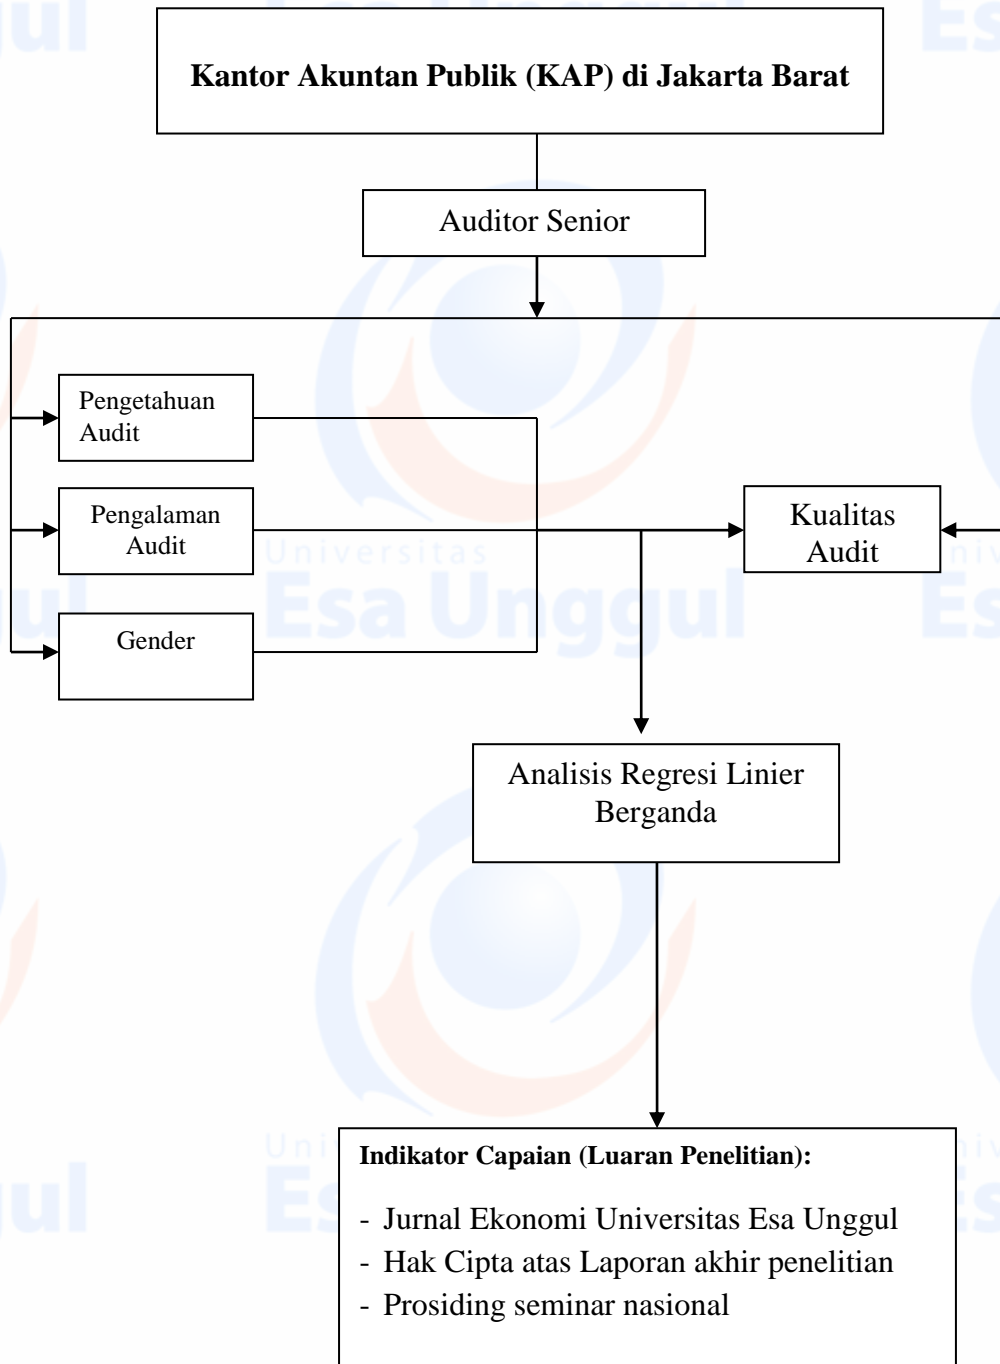 Kantor Akuntan Publik (KAP) di Jakarta Barat
Auditor Senior
Pengetahuan
Audit
Pengalaman
Audit
Gender
Kualitas
Audit
Universitas
Esa Unggul
Analisis Regresi Linier
Berganda
Indikator Capaian (Luaran Penelitian):
- Jurnal Ekonomi Universitas Esa Unggul
- Hak Cipta atas Laporan akhir penelitian
- Prosiding seminar nasional